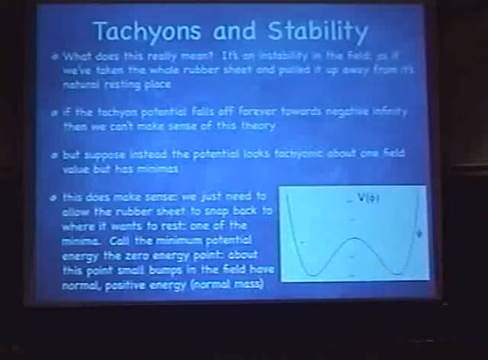 Tachyons and Stability
What does this really mean? It's an instability in the field: as if
we've taken the whole rubber sheet and pulled it up away from it's
natural resting place
if the tachyon potential falls off forever towards negative infinity
then we can't make sense of this theory
but suppose instead the potential looks tachyonic about one field
value but has minimas
this does make sense: we just need to
allow the rubber sheet to snap back to
where it wants to rest: one of the
minima. Call the minimum potential
energy the zero energy point: about
this point small bumps in the field have
normal, positive energy (normal mass)
V(ϕ)
ϕ